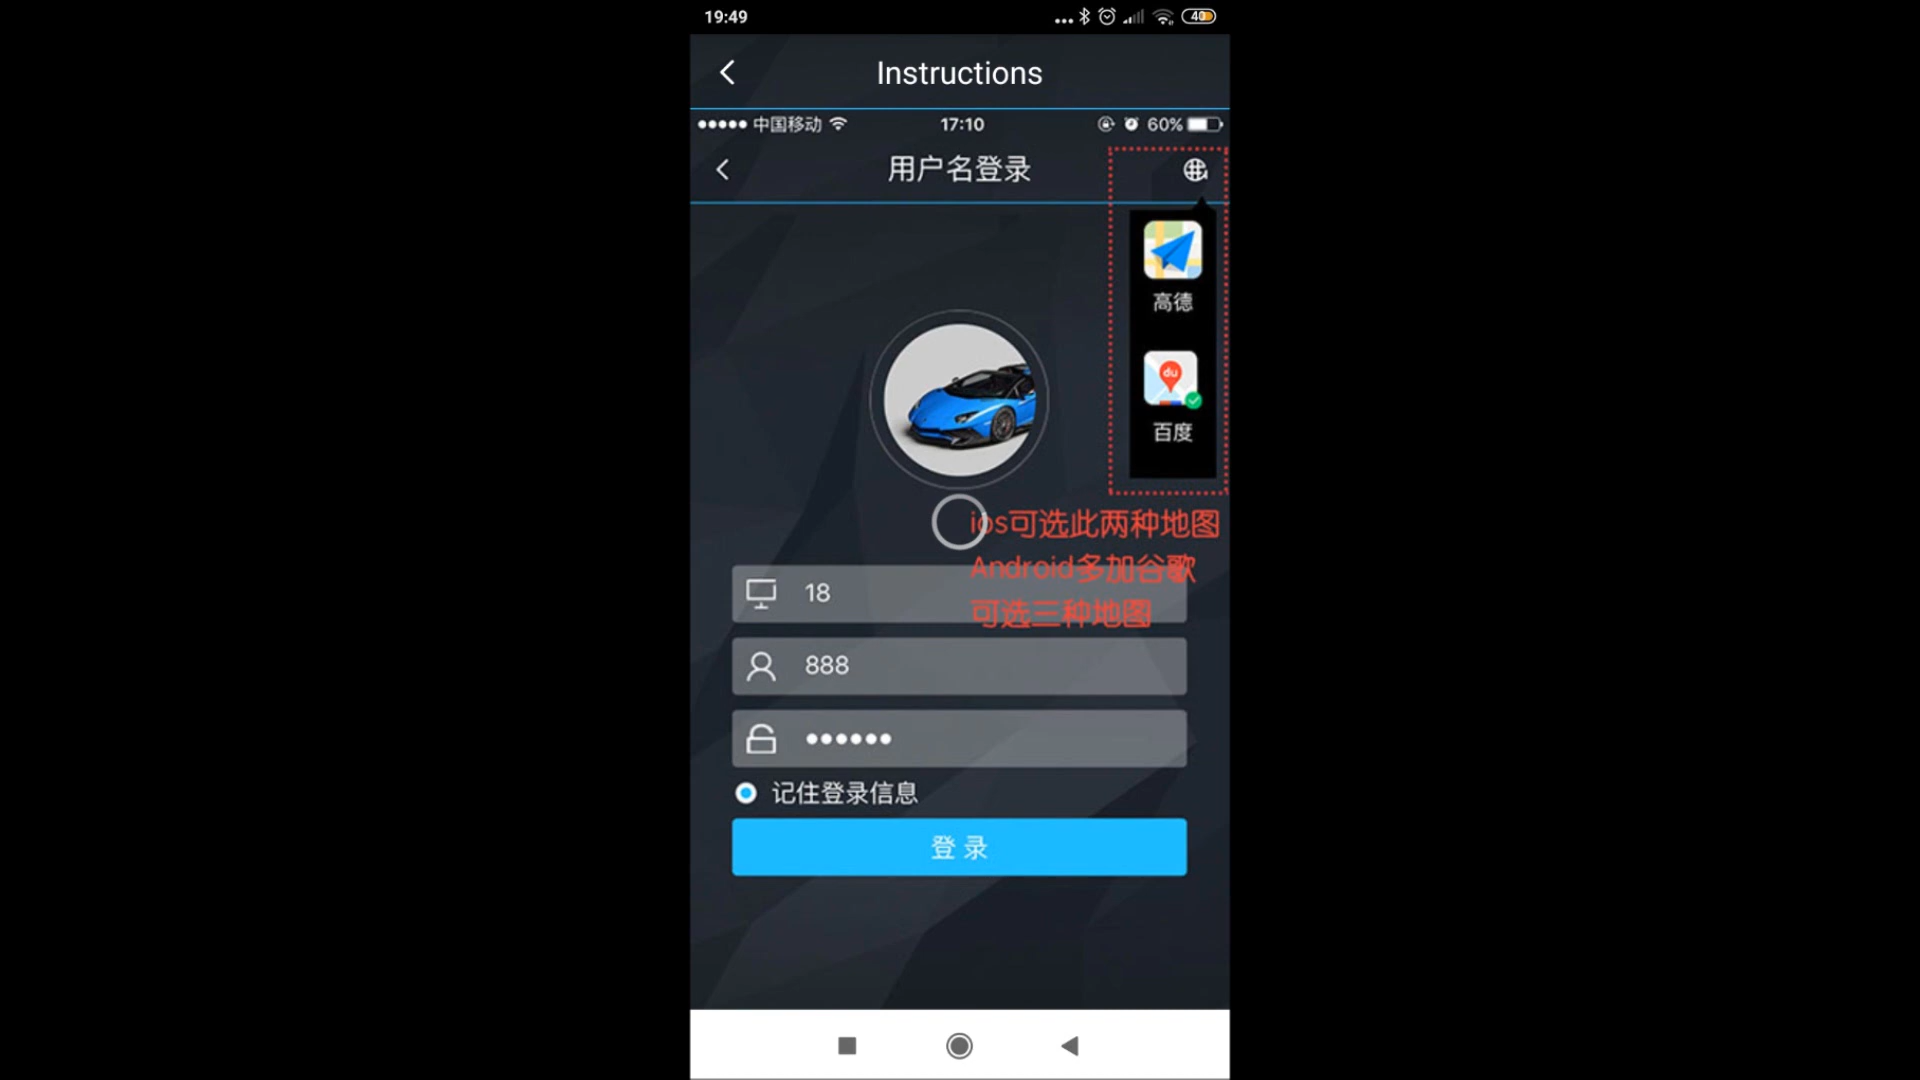 19:49
40
Instructions
中国移动 17:10 60%
用户名登录
高德
du
百度
ios可选此两种地图
Android多加谷歌
可选三种地图
18
888
记住登录信息
登 录